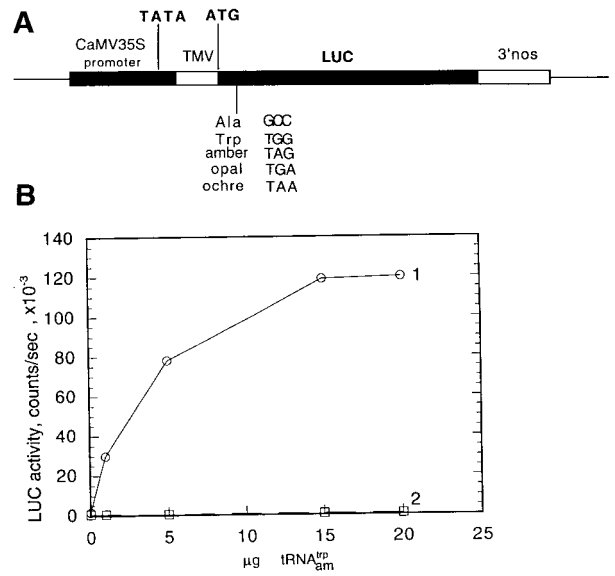 A
TATA ATG
CaMV35S promoter TMV LUC 3'nos
Ala GCC
Trp TGG
amber TAG
opal TGA
ochre TAA
B
LUC activity, counts/sec, x10-3
140
120
100
80
60
40
20
0
1
2
0 5 10 15 20 25
µg tRNA trp am